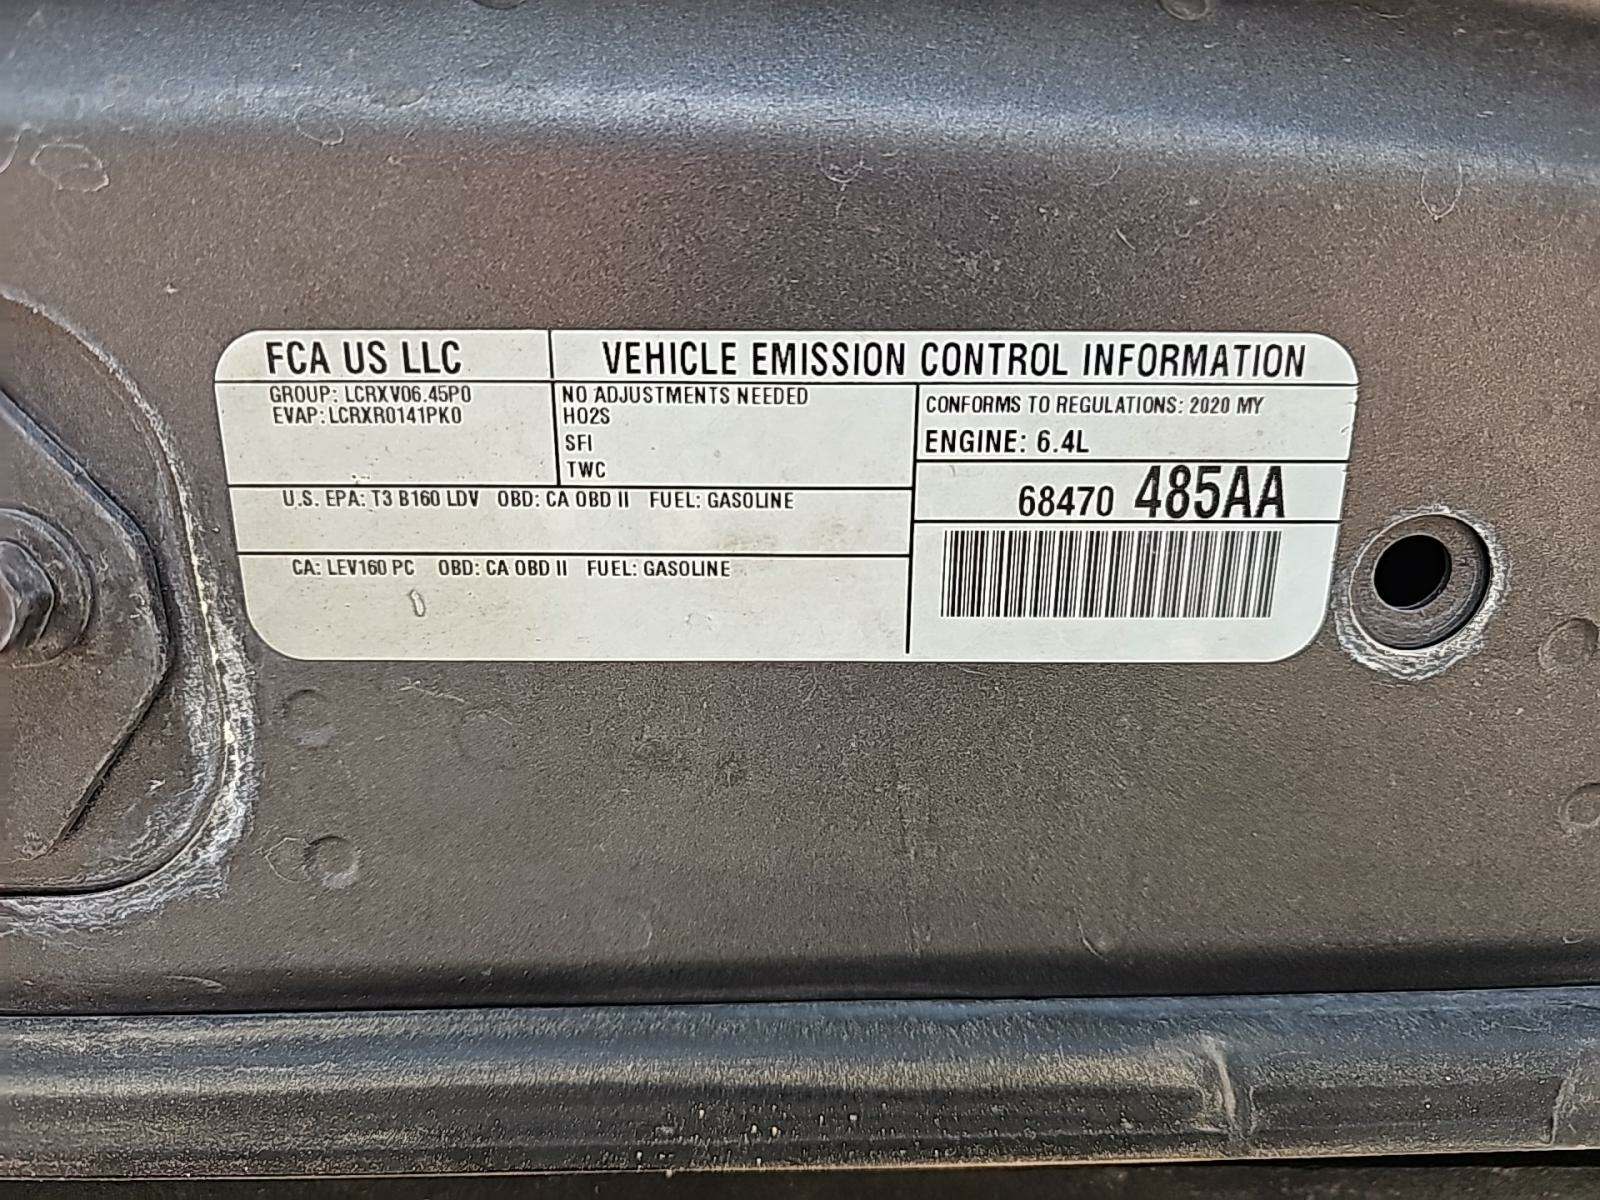 FCA US LLC
VEHICLE EMISSION CONTROL INFORMATION
GROUP: LCRXV06.45P0
EVAP: LCRXR0141PK0
NO ADJUSTMENTS NEEDED
HO2S
SFI
TWC
CONFORMS TO REGULATIONS: 2020 MY
ENGINE: 6.4L
68470 485AA
U.S. EPA: T3 B160 LDV OBD: CA OBD II FUEL: GASOLINE
CA: LEV160 PC OBD: CA OBD II FUEL: GASOLINE